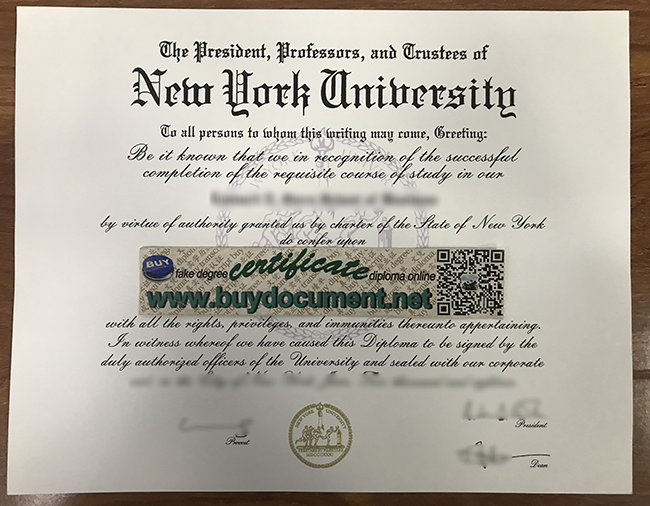 The President, Professors, and Trustees of
New York University
To all persons to whom this writing may come, Greeting:
Be it known that we in recognition of the successful
completion of the requisite course of study in our
by virtue of authority granted us by charter of the State of New York
do confer upon
BUY fake degree certificate diploma online
www.buydocument.net
with all the rights, privileges, and immunities thereunto appertaining.
In witness whereof we have caused this Diploma to be signed by the
duly authorized officers of the University and sealed with our corporate
President
Provost
Dean